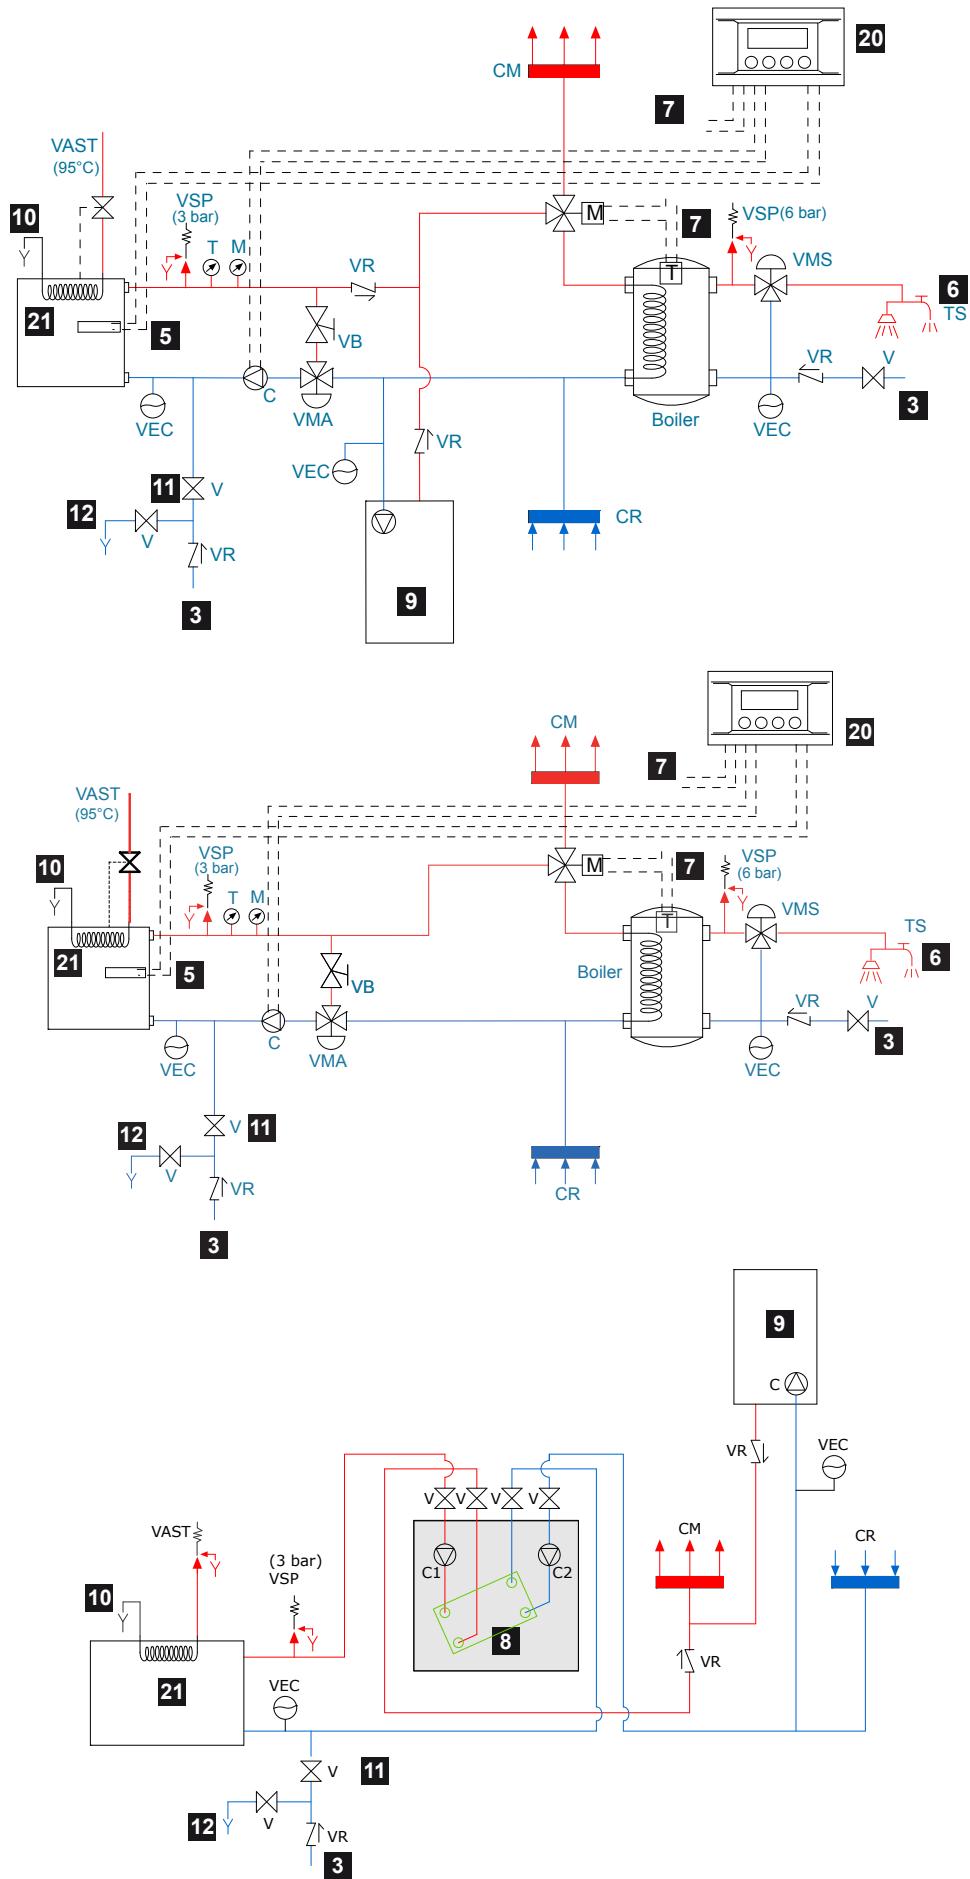 20
CM
7
VAST
(95°C)
VSP
(3 bar)
10
T
M
M
7
VSP(6 bar)
VR
T
VMS
21
5
VB
6
TS
VR
V
C
VMA
3
VEC
Boiler
VEC
VR
VEC
11
V
12
CR
V
VR
9
3
CM
20
7
VAST
(95°C)
VSP
(3 bar)
10
T
M
M
7
VSP
(6 bar)
T
VMS
TS
21
5
Boiler
6
VB
VR
V
C
VMA
3
VEC
VEC
11
V
12
V
VR
CR
3
9
C
VR
VEC
V
V
V
V
VAST
CM
CR
(3 bar)
VSP
C1
C2
10
8
VR
21
VEC
11
V
12
V
VR
3